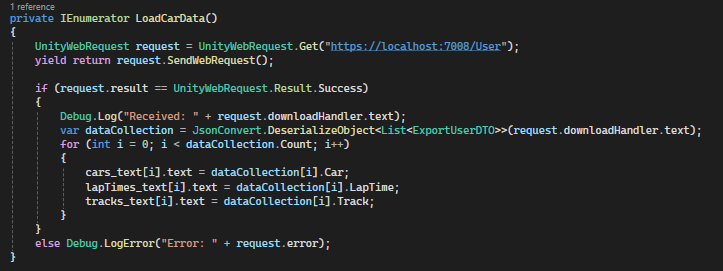 1 reference
private IEnumerator LoadCarData()
{
    UnityWebRequest request = UnityWebRequest.Get("https://localhost:7008/User");
    yield return request.SendWebRequest();

    if (request.result == UnityWebRequest.Result.Success)
    {
        Debug.Log("Received: " + request.downloadHandler.text);
        var dataCollection = JsonConvert.DeserializeObject<List<ExportUserDTO>>(request.downloadHandler.text);
        for (int i = 0; i < dataCollection.Count; i++)
        {
            cars_text[i].text = dataCollection[i].Car;
            lapTimes_text[i].text = dataCollection[i].LapTime;
            tracks_text[i].text = dataCollection[i].Track;
        }
    }
    else Debug.LogError("Error: " + request.error);
}